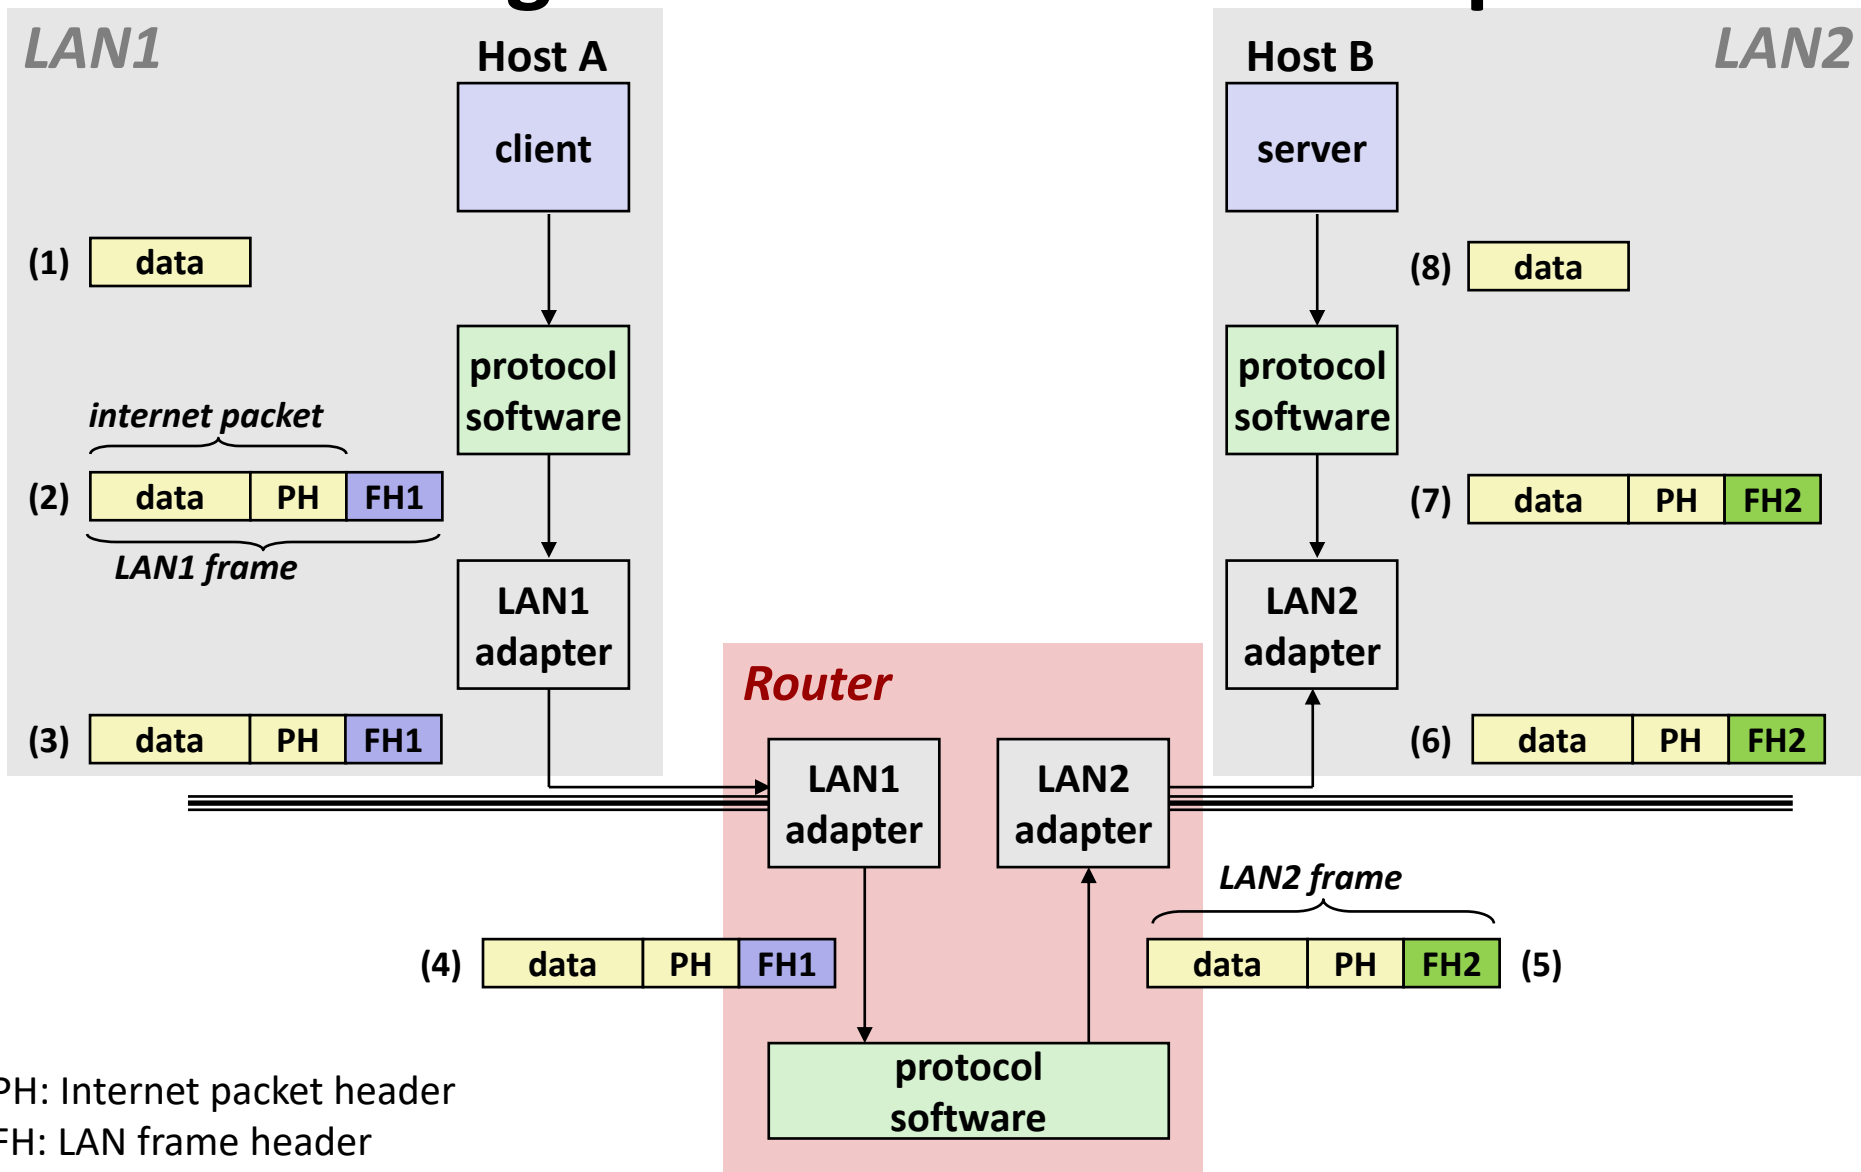 LAN1
Host A
client
(1) data
protocol
software
internet packet
(2) data PH FH1
LAN1 frame
LAN1
adapter
(3) data PH FH1
Host B
LAN2
server
(8) data
protocol
software
(7) data PH FH2
LAN2
adapter
(6) data PH FH2
Router
LAN1
adapter
LAN2
adapter
LAN2 frame
(4) data PH FH1
data PH FH2 (5)
protocol
software
PH: Internet packet header
FH: LAN frame header